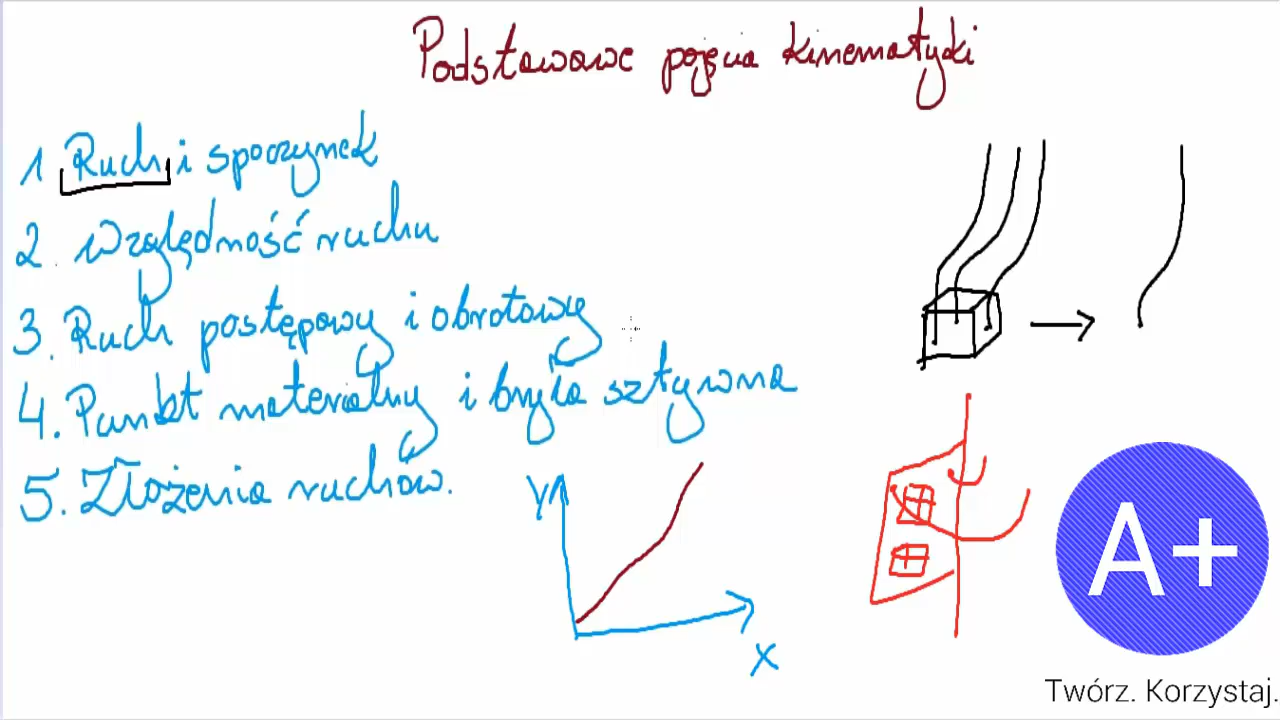 Podstawowe pojęcia kinematyki
1 Ruch i spoczynek
2. Względność ruchu
3. Ruch postępowy i obrotowy
4. Punkt materialny i bryła sztywna
5. Złożenia ruchów.
Y
X
A+
Twórz. Korzystaj.